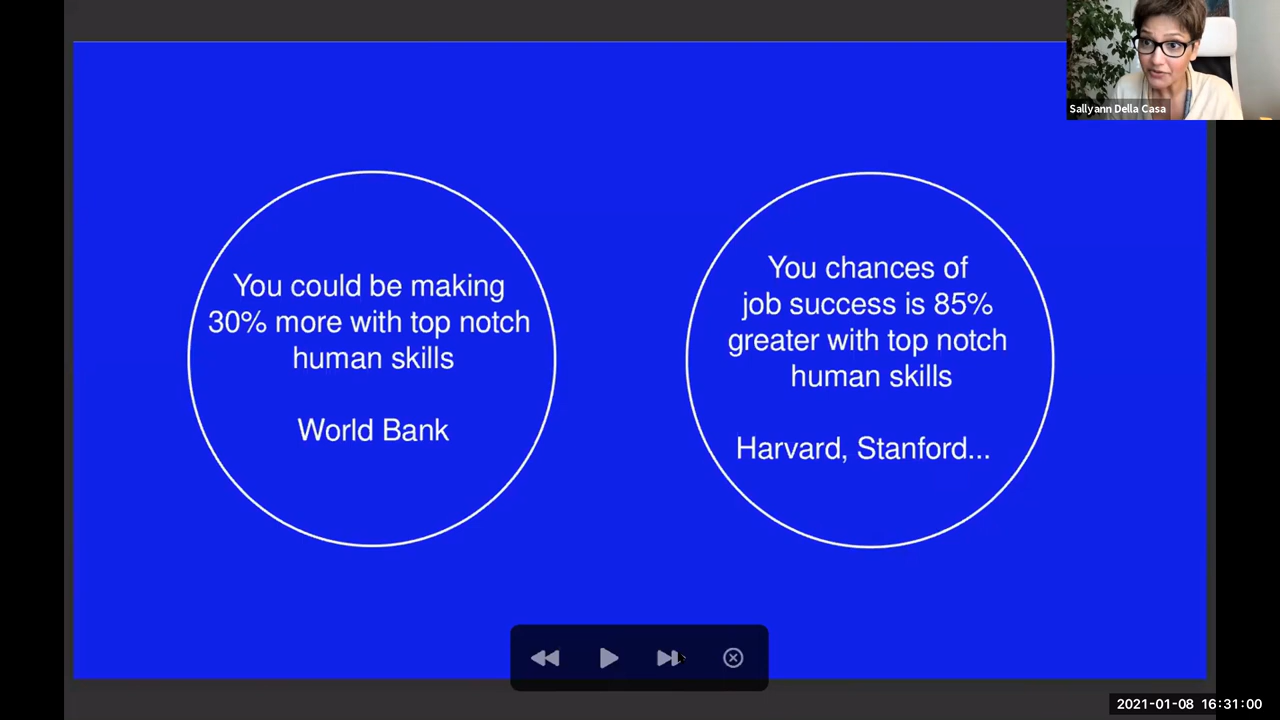 Sallyann Della Casa
You could be making
30% more with top notch
human skills
World Bank
You chances of
job success is 85%
greater with top notch
human skills
Harvard, Stanford...
2021-01-08 16:31:00